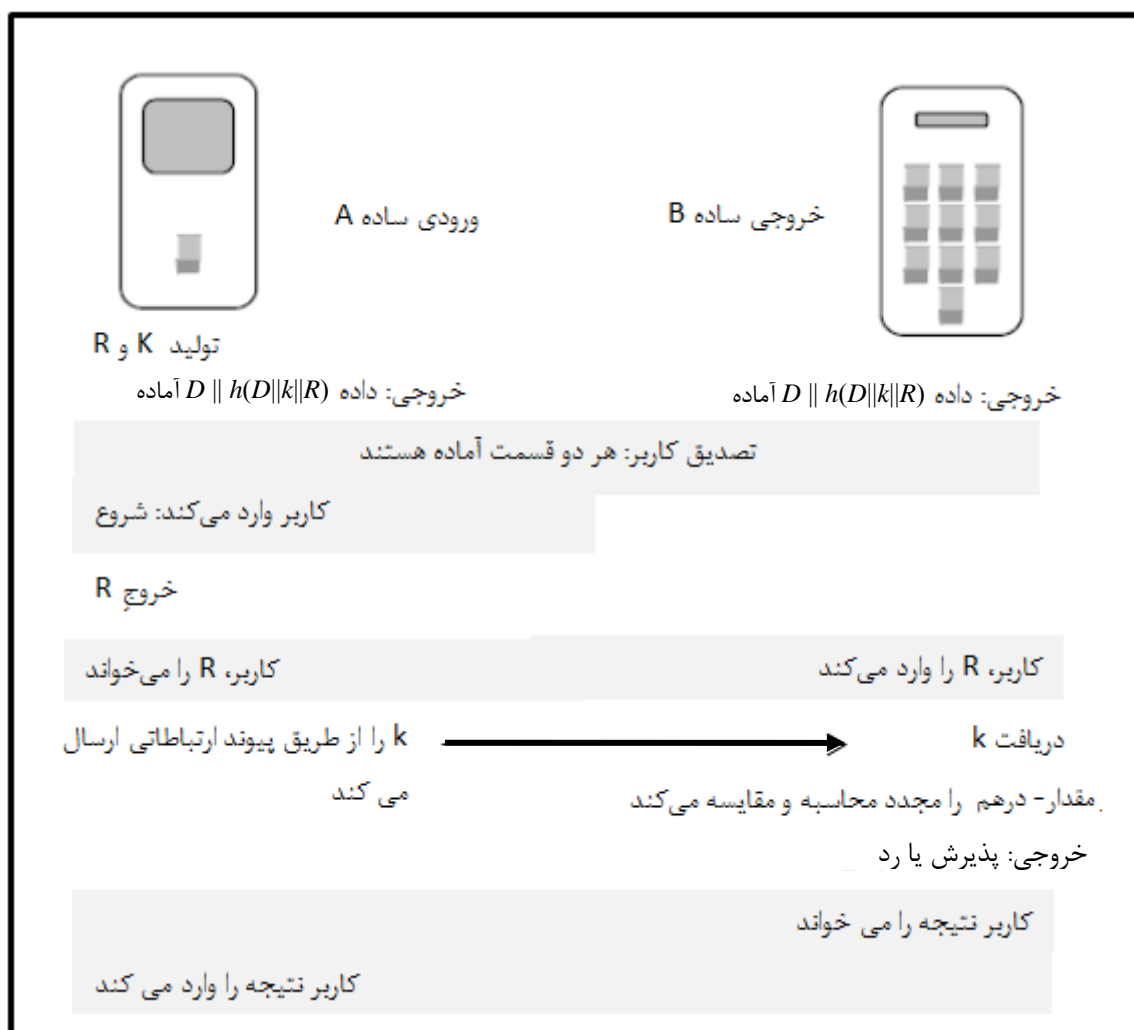 خروجی ساده B
ورودی ساده A
تولید K و R
خروجی: داده D || h(D||k||R) آماده
خروجی: داده D || h(D||k||R) آماده
تصدیق کاربر: هر دو قسمت آماده هستند
کاربر وارد می‌کند: شروع
خروج R
کاربر، R را وارد می‌کند
کاربر، R را می‌خواند
دریافت k
k را از طریق پیوند ارتباطاتی ارسال
می کند
مقدار- درهم را مجدد محاسبه و مقایسه می‌کند
خروجی: پذیرش یا رد
کاربر نتیجه را می خواند
کاربر نتیجه را وارد می کند